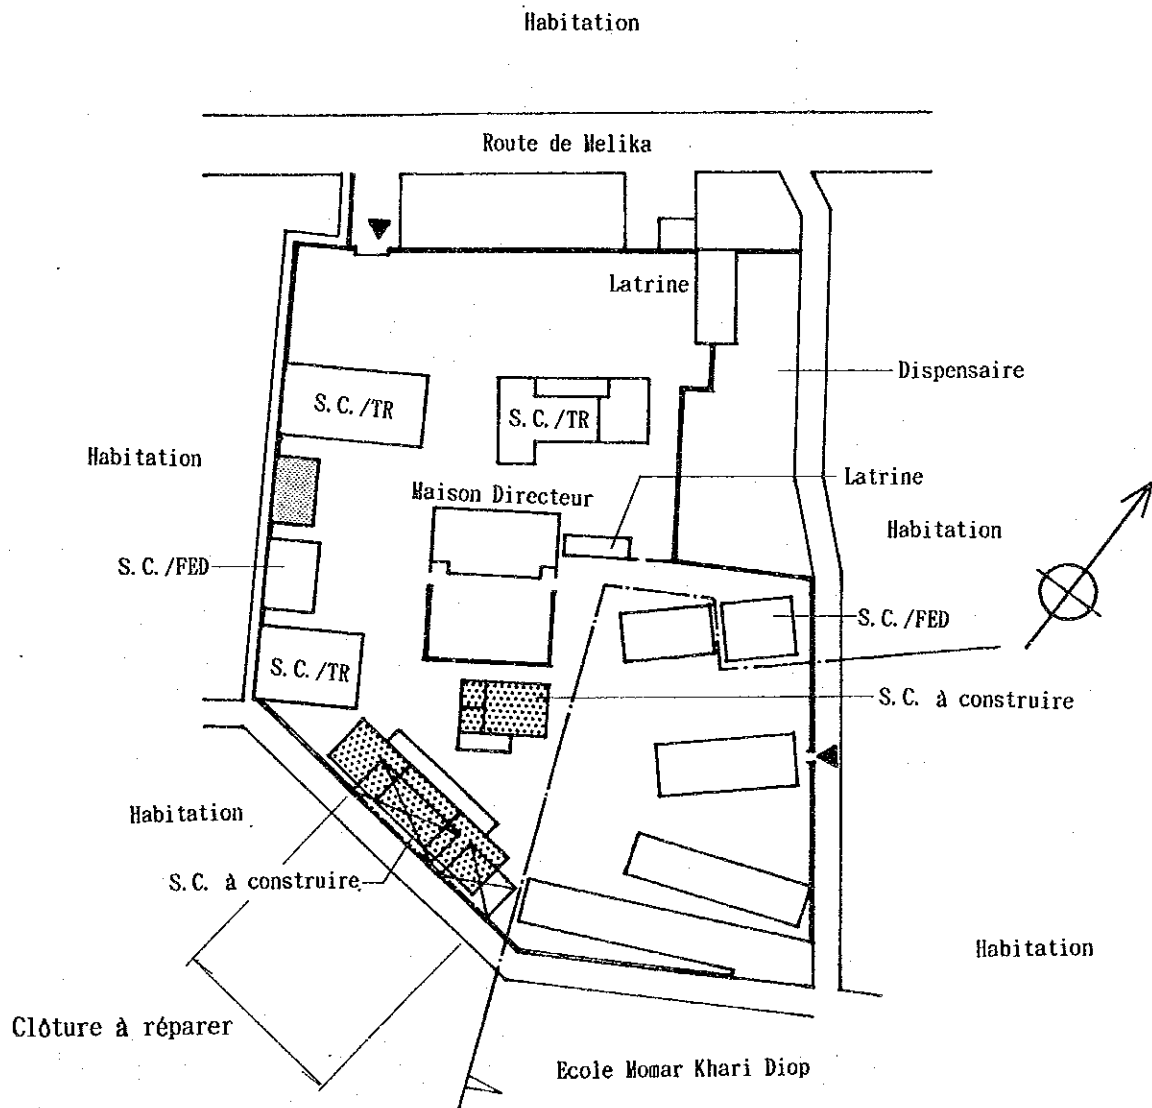 Habitation
Route de Melika
Latrine
Dispensaire
S.C./TR
S.C./TR
Habitation
Latrine
Maison Directeur
Habitation
S.C./FED
S.C./FED
S.C./TR
S.C. à construire
Habitation
S.C. à construire
Habitation
Clôture à réparer
Ecole Momar Khari Diop